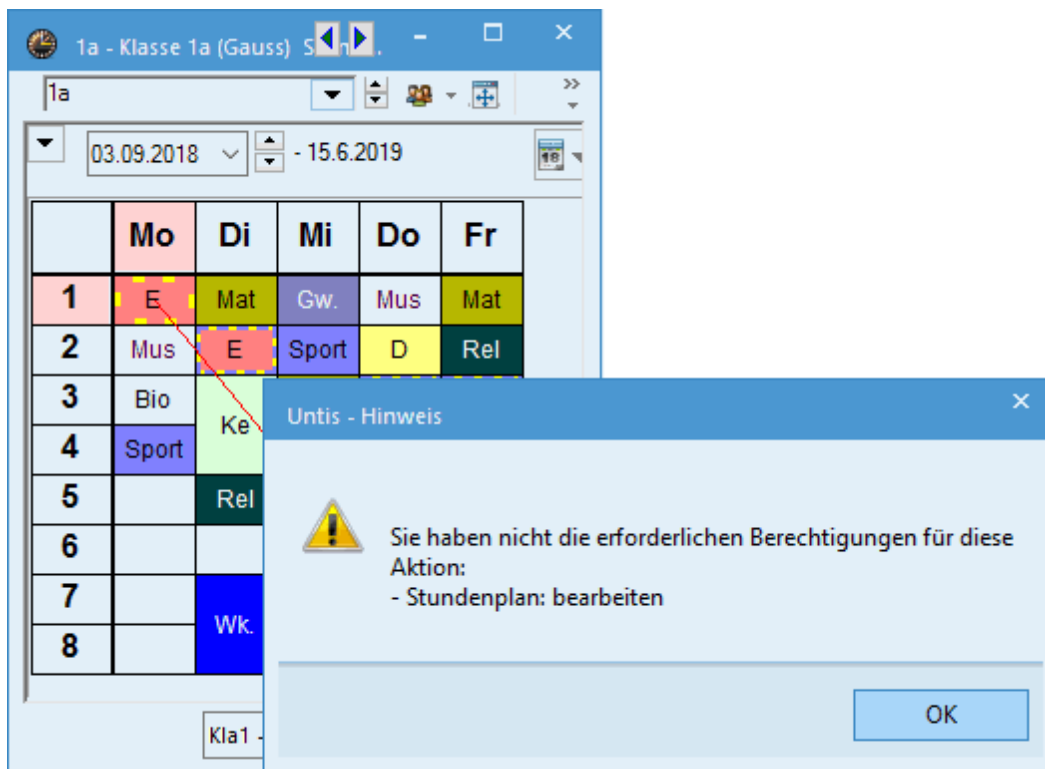 1a - Klasse 1a (Gauss) S
1a
03.09.2018 - 15.6.2019
18
Mo Di Mi Do Fr
1 E Mat Gw. Mus Mat
2 Mus E Sport D Rel
3 Bio Ke
4 Sport
5 Rel
6
7 Wk.
8
Kla1 -
Untis - Hinweis
Sie haben nicht die erforderlichen Berechtigungen für diese
Aktion:
- Stundenplan: bearbeiten
OK